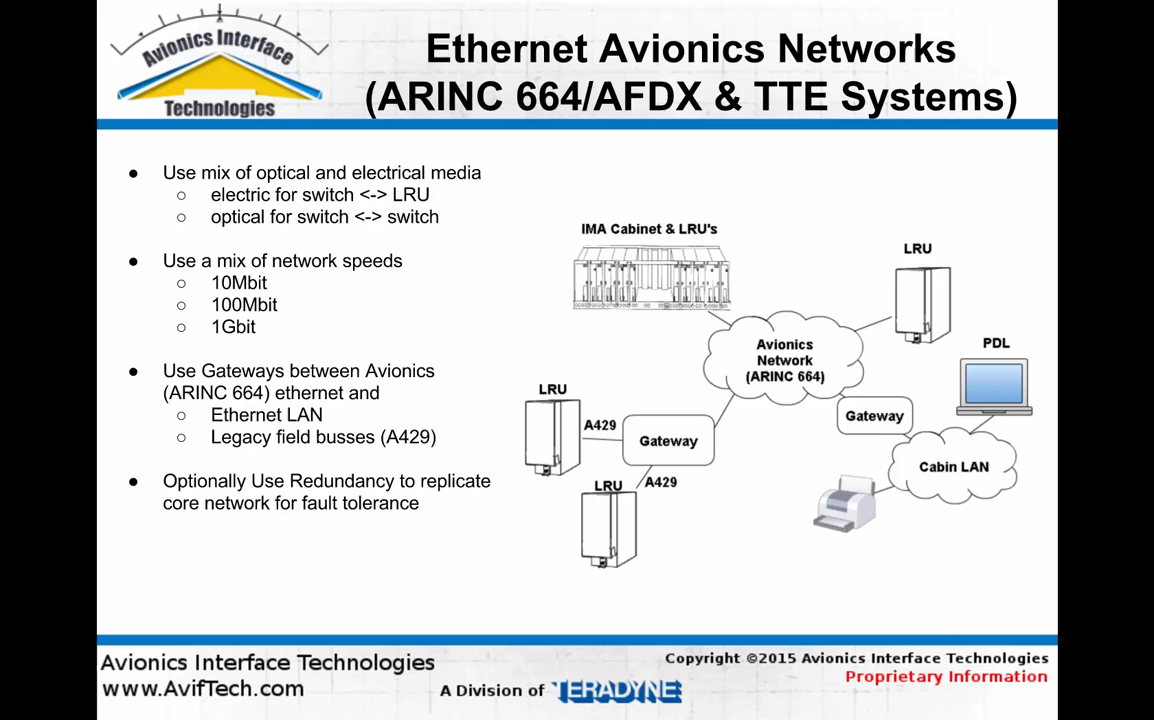 Avionics Interface
Technologies
Ethernet Avionics Networks
(ARINC 664/AFDX & TTE Systems)
● Use mix of optical and electrical media
○ electric for switch <-> LRU
○ optical for switch <-> switch
● Use a mix of network speeds
○ 10Mbit
○ 100Mbit
○ 1Gbit
● Use Gateways between Avionics
(ARINC 664) ethernet and
○ Ethernet LAN
○ Legacy field busses (A429)
● Optionally Use Redundancy to replicate
core network for fault tolerance
IMA Cabinet & LRU's
LRU
Avionics
Network
(ARINC 664)
PDL
LRU
A429
Gateway
Gateway
Cabin LAN
LRU
A429
Avionics Interface Technologies
www.AvifTech.com
A Division of TERADYNE
Copyright ©2015 Avionics Interface Technologies
Proprietary Information